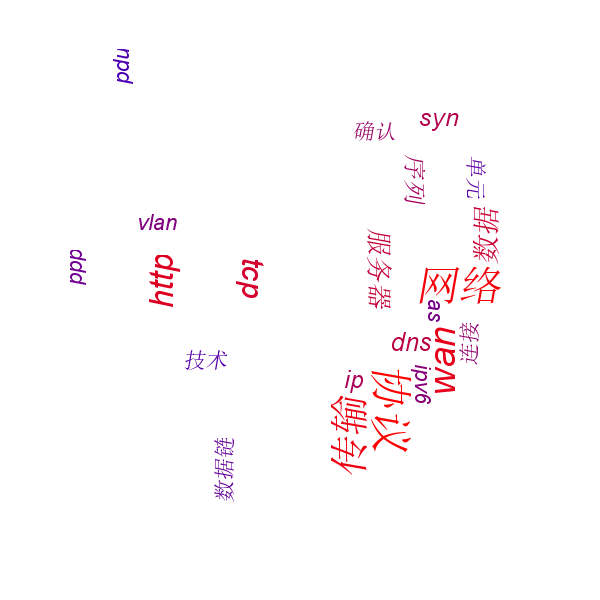 确认
syn
序列
单元
数据
vlan
服务器
ppp
http
tcp
网络
as
dns
wan
连接
技术
ip
ipv6
协议
传输
数据链